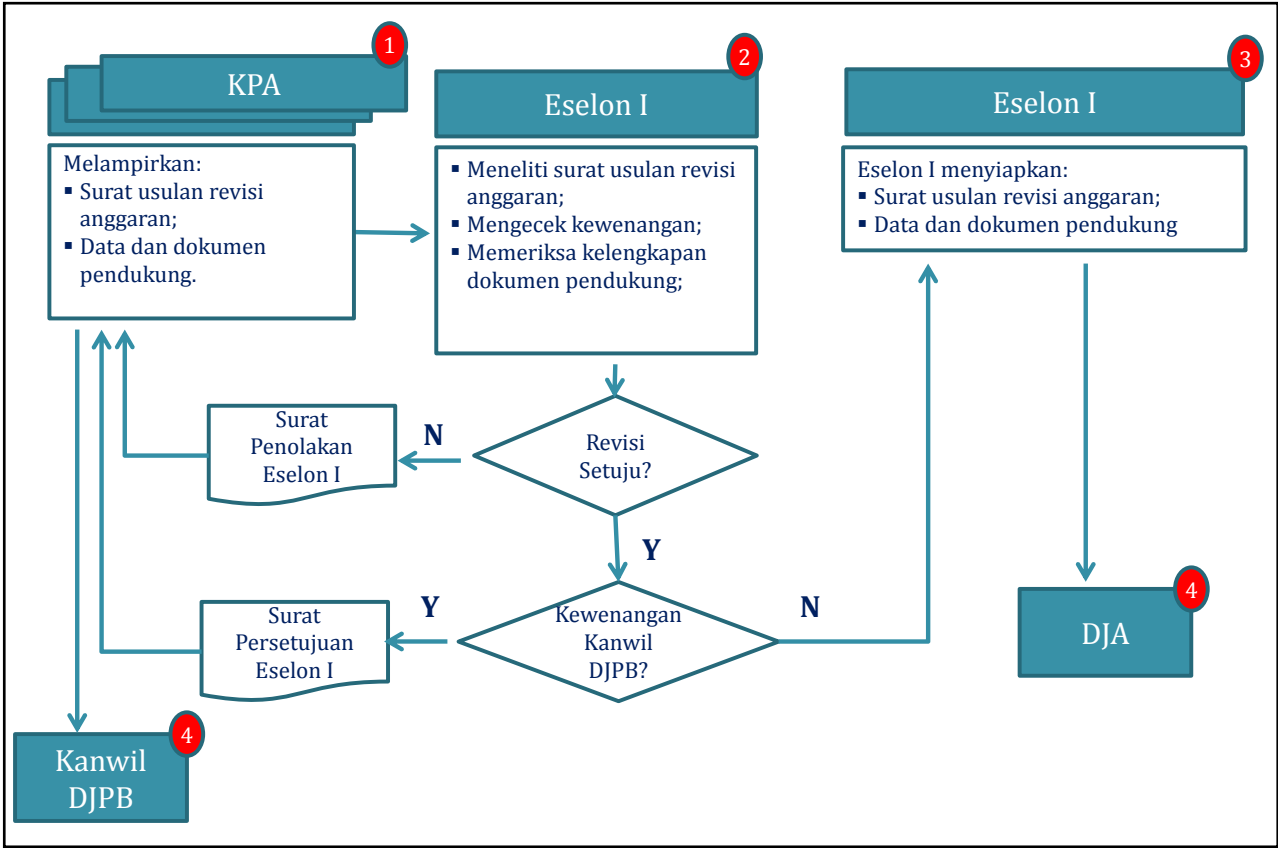 1
KPA
Melampirkan:
▪ Surat usulan revisi
anggaran;
▪ Data dan dokumen
pendukung.
2
Eselon I
▪ Meneliti surat usulan revisi
anggaran;
▪ Mengecek kewenangan;
▪ Memeriksa kelengkapan
dokumen pendukung;
3
Eselon I
Eselon I menyiapkan:
▪ Surat usulan revisi anggaran;
▪ Data dan dokumen pendukung
Surat
Penolakan
Eselon I
N
Revisi
Setuju?
Y
Surat
Persetujuan
Eselon I
Y
Kewenangan
Kanwil
DJPB?
N
4
DJA
4
Kanwil
DJPB